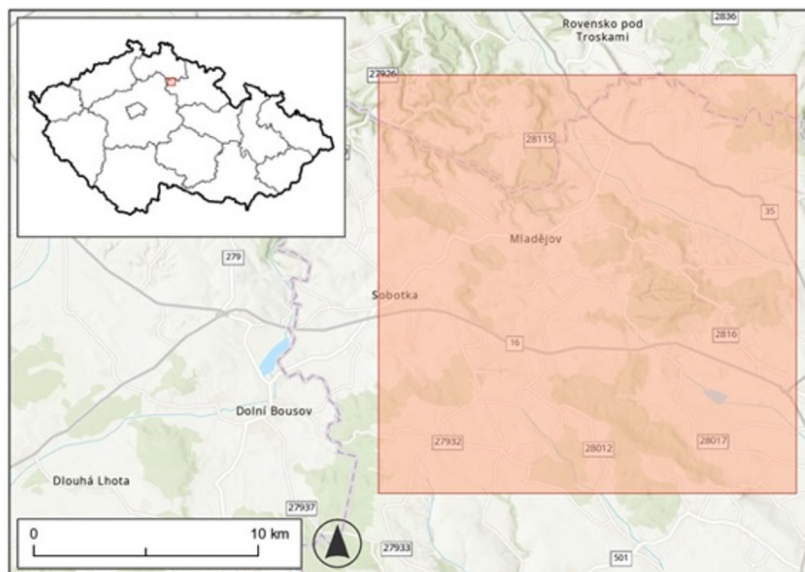 Rovensko pod
Troskami
2836
27926
28115
35
Mladějov
279
Sobotka
2816
16
Dolní Bousov
27932
28012
28017
Dlouhá Lhota
27937
0
10 km
27933
501